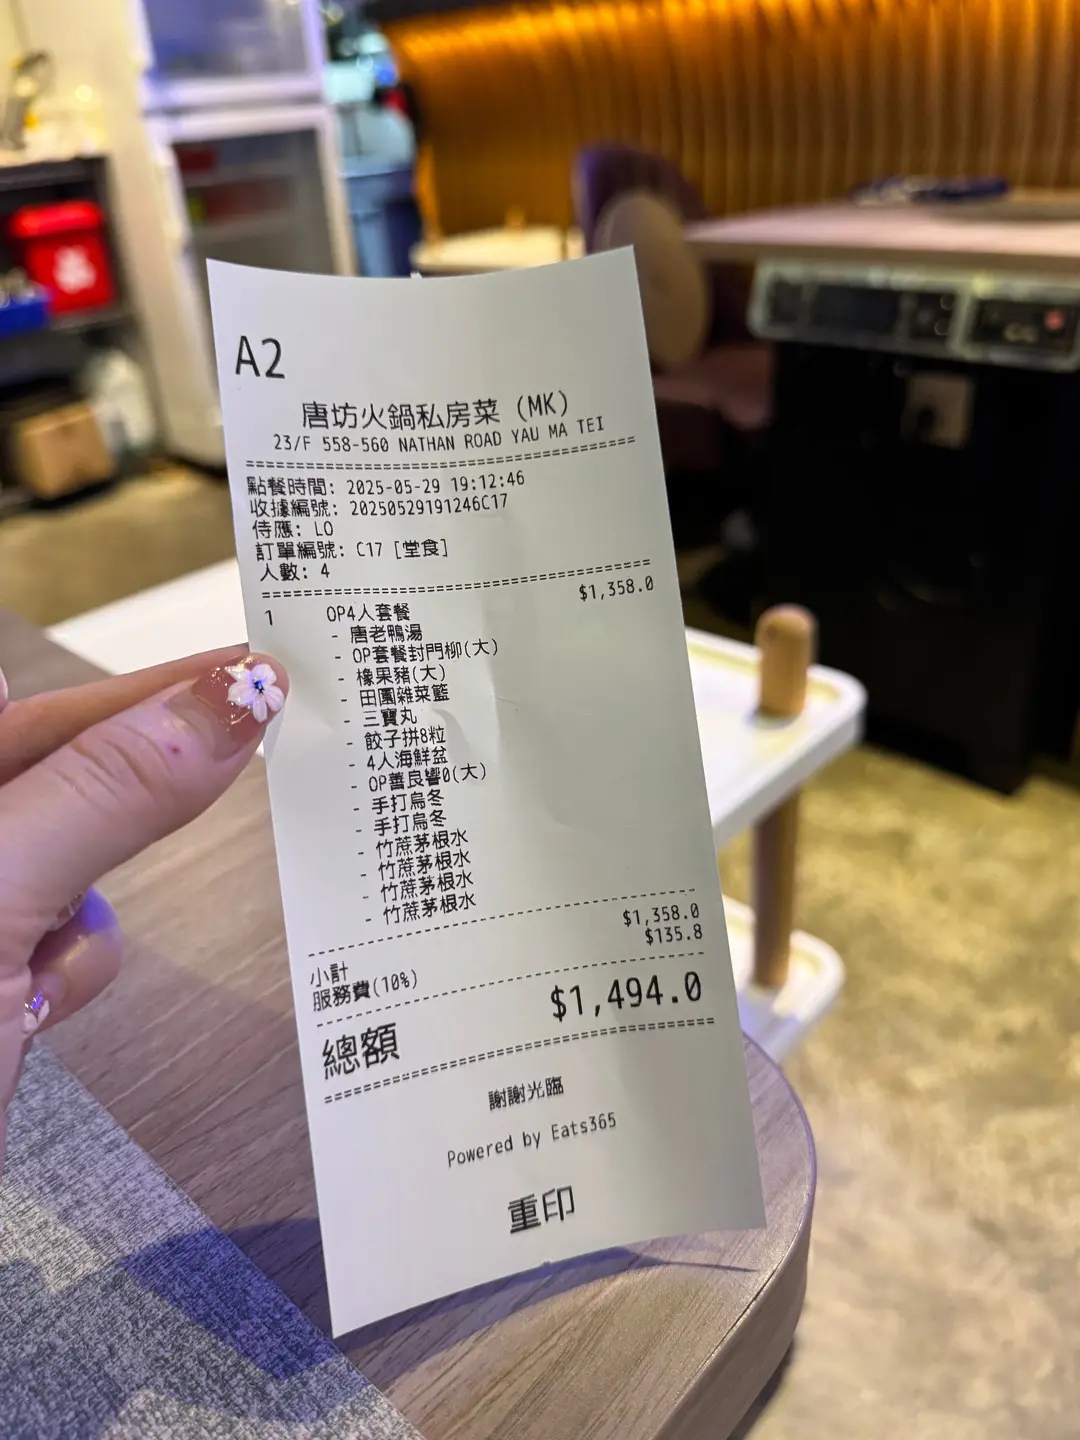 A2
唐坊火鍋私房菜 (MK)
23/F 558-560 NATHAN ROAD YAU MA TEI
點餐時間: 2025-05-29 19:12:46
收據編號: 20250529191246C17
侍應: LO
訂單編號: C17 [堂食]
人數: 4
1 OP4人套餐 $1,358.0
- 唐老鴨湯
- OP套餐封門柳(大)
- 橡果豬(大)
- 田園雜菜籃
- 三寶丸
- 餃子拼8粒
- 4人海鮮盆
- OP善良響0(大)
- 手打烏冬
- 手打烏冬
- 竹蔗茅根水
- 竹蔗茅根水
- 竹蔗茅根水
- 竹蔗茅根水
小計 $1,358.0
服務費(10%) $135.8
總額 $1,494.0
謝謝光臨
Powered by Eats365
重印